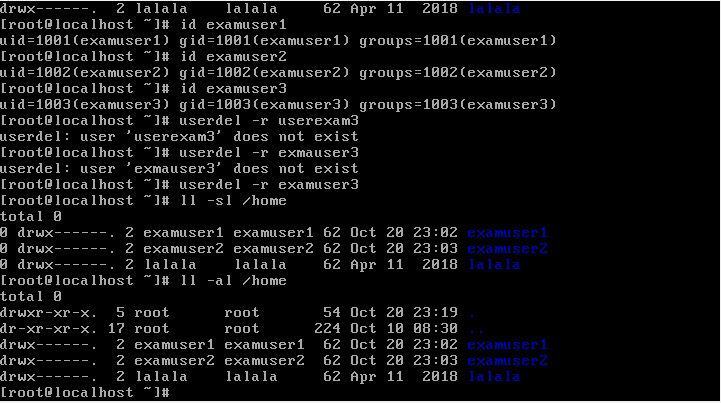 drwx------. 2 lalala    lalala      62 Apr 11  2018 lalala
[root@localhost ~]# id examuser1
uid=1001(examuser1) gid=1001(examuser1) groups=1001(examuser1)
[root@localhost ~]# id examuser2
uid=1002(examuser2) gid=1002(examuser2) groups=1002(examuser2)
[root@localhost ~]# id examuser3
uid=1003(examuser3) gid=1003(examuser3) groups=1003(examuser3)
[root@localhost ~]# userdel -r userexam3
userdel: user 'userexam3' does not exist
[root@localhost ~]# userdel -r exmauser3
userdel: user 'exmauser3' does not exist
[root@localhost ~]# userdel -r examuser3
[root@localhost ~]# ll -sl /home
total 0
0 drwx------. 2 examuser1 examuser1 62 Oct 20 23:02 examuser1
0 drwx------. 2 examuser2 examuser2 62 Oct 20 23:03 examuser2
0 drwx------. 2 lalala    lalala    62 Apr 11  2018 lalala
[root@localhost ~]# ll -al /home
total 0
drwxr-xr-x.  5 root      root       54 Oct 20 23:19 .
dr-xr-xr-x. 17 root      root      224 Oct 10 08:30 ..
drwx------.  2 examuser1 examuser1  62 Oct 20 23:02 examuser1
drwx------.  2 examuser2 examuser2  62 Oct 20 23:03 examuser2
drwx------.  2 lalala    lalala     62 Apr 11  2018 lalala
[root@localhost ~]#